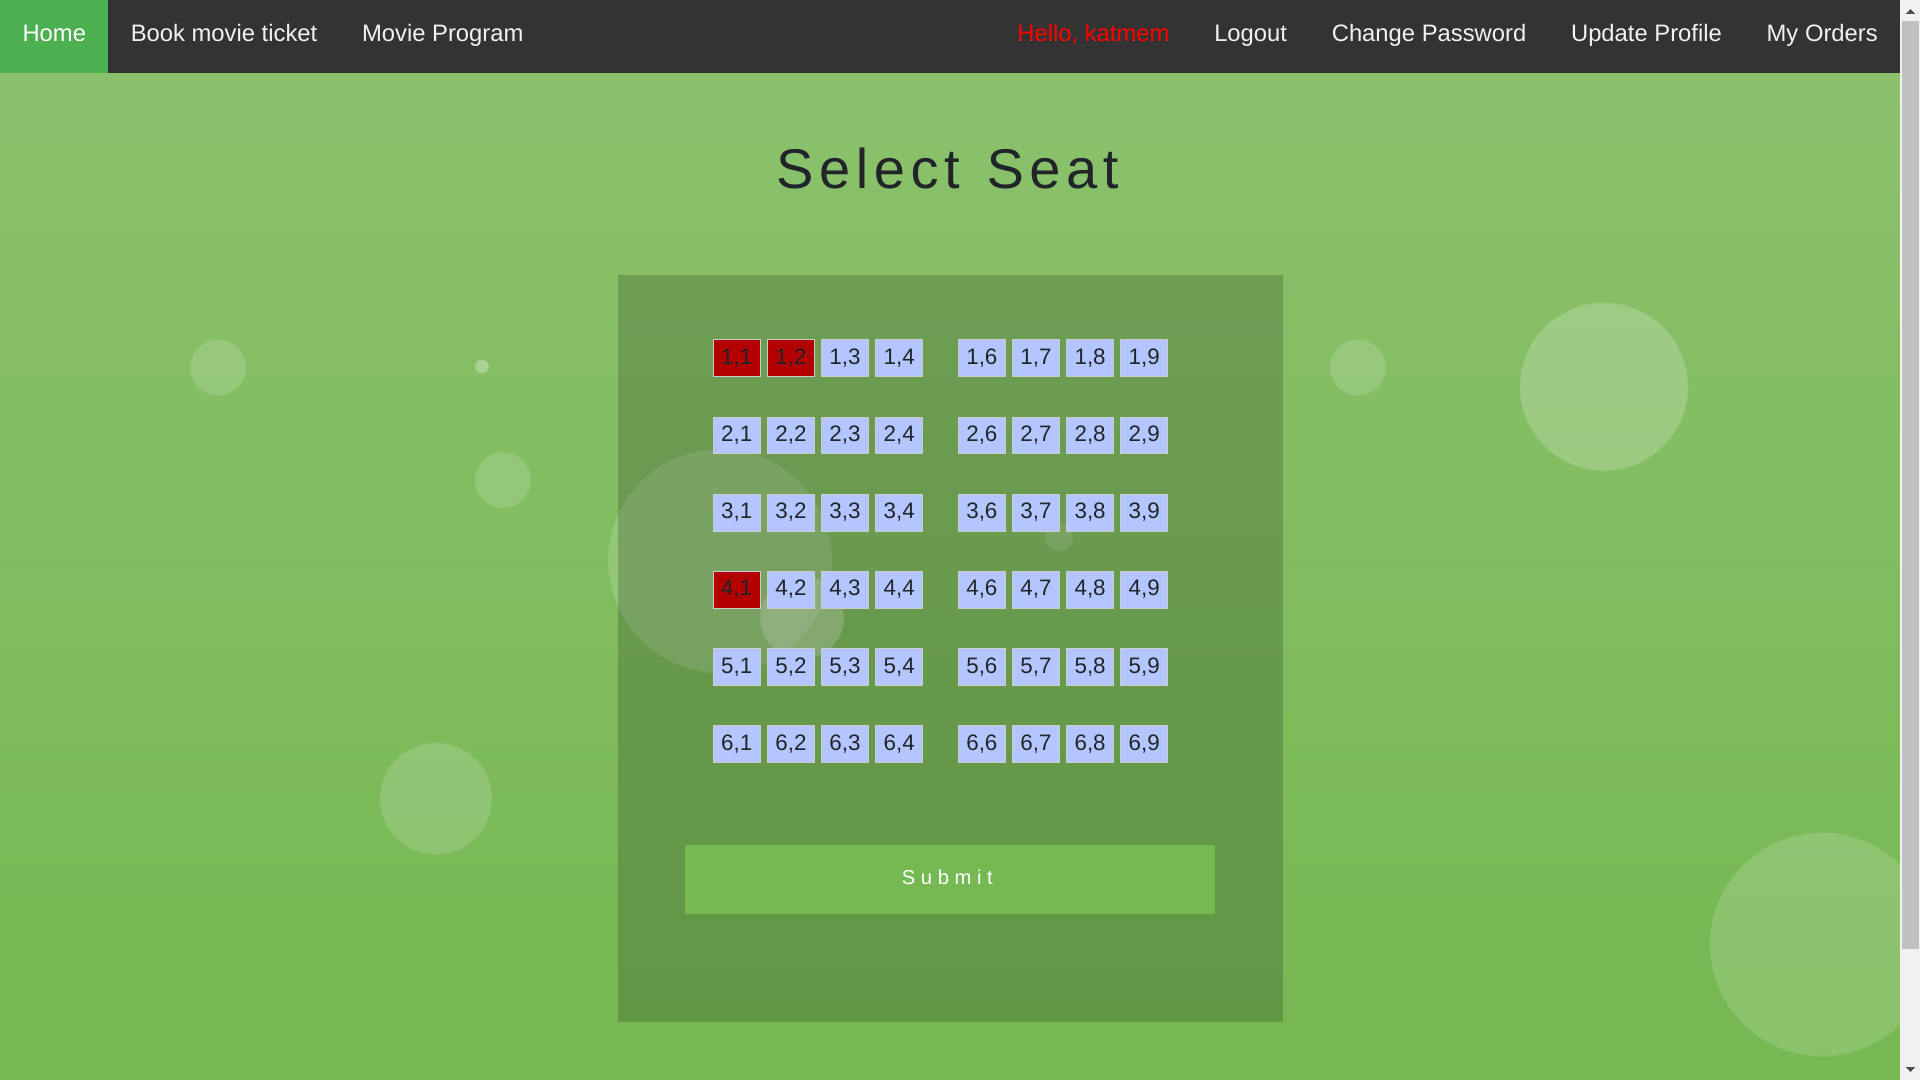 Home Book movie ticket Movie Program Hello, katmem Logout Change Password Update Profile My Orders
Select Seat
1,1 1,2 1,3 1,4 1,6 1,7 1,8 1,9
2,1 2,2 2,3 2,4 2,6 2,7 2,8 2,9
3,1 3,2 3,3 3,4 3,6 3,7 3,8 3,9
4,1 4,2 4,3 4,4 4,6 4,7 4,8 4,9
5,1 5,2 5,3 5,4 5,6 5,7 5,8 5,9
6,1 6,2 6,3 6,4 6,6 6,7 6,8 6,9
Submit